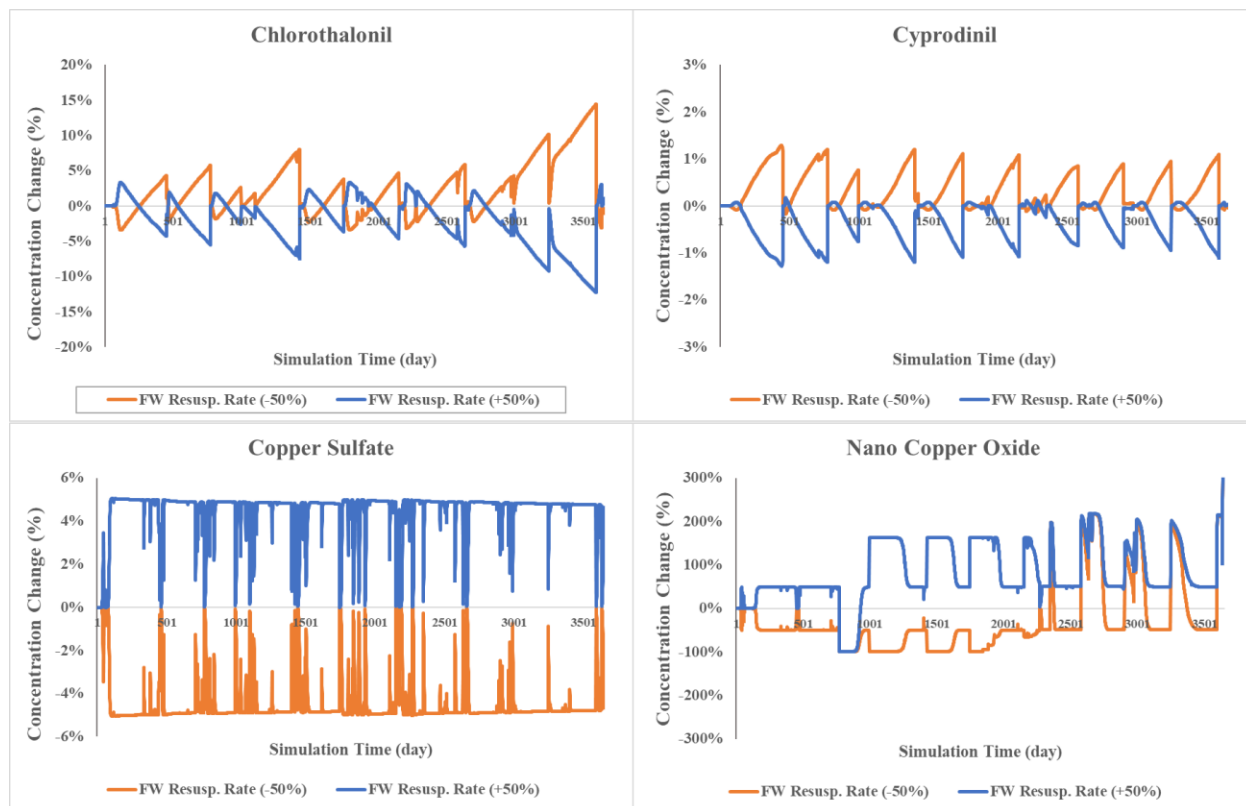 Chlorothalonil
Concentration Change (%)
20%
15%
10%
5%
0%
-5%
-10%
-15%
-20%
1 501 1001 1501 2001 2501 3001 3501
Simulation Time (day)
FW Resusp. Rate (-50%) FW Resusp. Rate (+50%)
Cyprodinil
Concentration Change (%)
3%
2%
1%
0%
-1%
-2%
-3%
1 501 1001 1501 2001 2501 3001 3501
Simulation Time (day)
FW Resusp. Rate (-50%) FW Resusp. Rate (+50%)
Copper Sulfate
Concentration Change (%)
6%
4%
2%
0%
-2%
-4%
-6%
1 501 1001 1501 2001 2501 3001 3501
Simulation Time (day)
FW Resusp. Rate (-50%) FW Resusp. Rate (+50%)
Nano Copper Oxide
Concentration Change (%)
300%
200%
100%
0%
-100%
-200%
-300%
1 501 1001 1501 2001 2501 3001 3501
Simulation Time (day)
FW Resusp. Rate (-50%) FW Resusp. Rate (+50%)